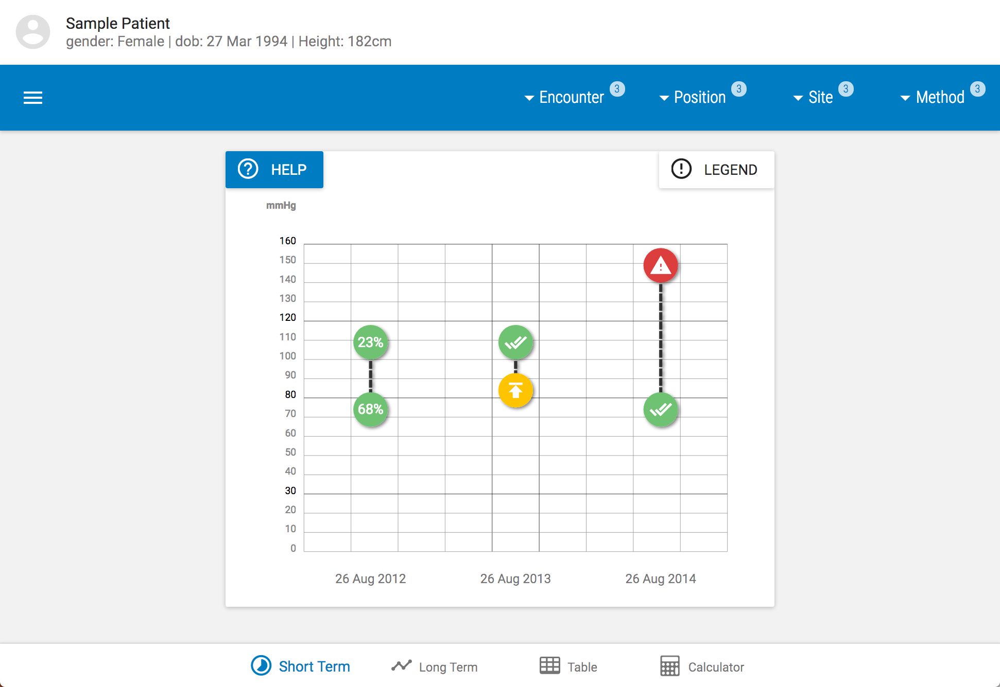 Sample Patient
gender: Female | dob: 27 Mar 1994 | Height: 182cm
Encounter 3 Position 3 Site 3 Method 3
HELP
LEGEND
mmHg
160
150
140
130
120
110
100
90
80
70
60
50
40
30
20
10
0
23%
68%
26 Aug 2012 26 Aug 2013 26 Aug 2014
Short Term Long Term Table Calculator